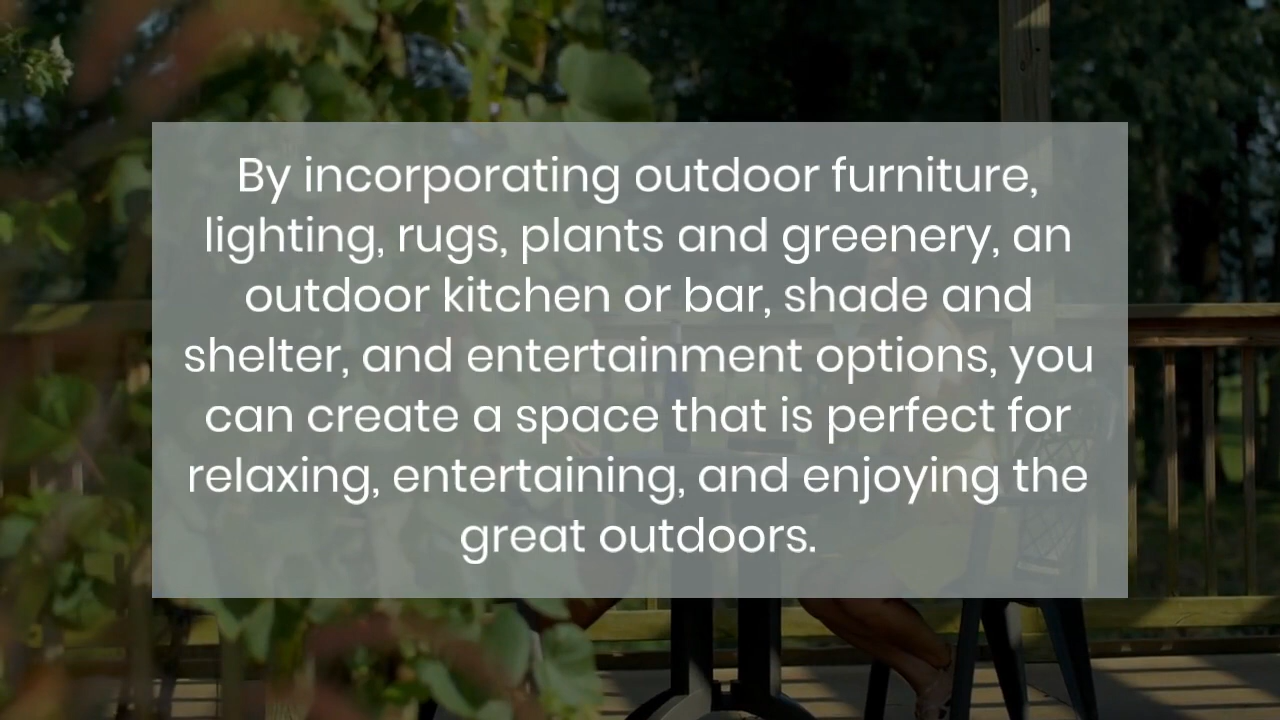 By incorporating outdoor furniture,
lighting, rugs, plants and greenery, an
outdoor kitchen or bar, shade and
shelter, and entertainment options, you
can create a space that is perfect for
relaxing, entertaining, and enjoying the
great outdoors.